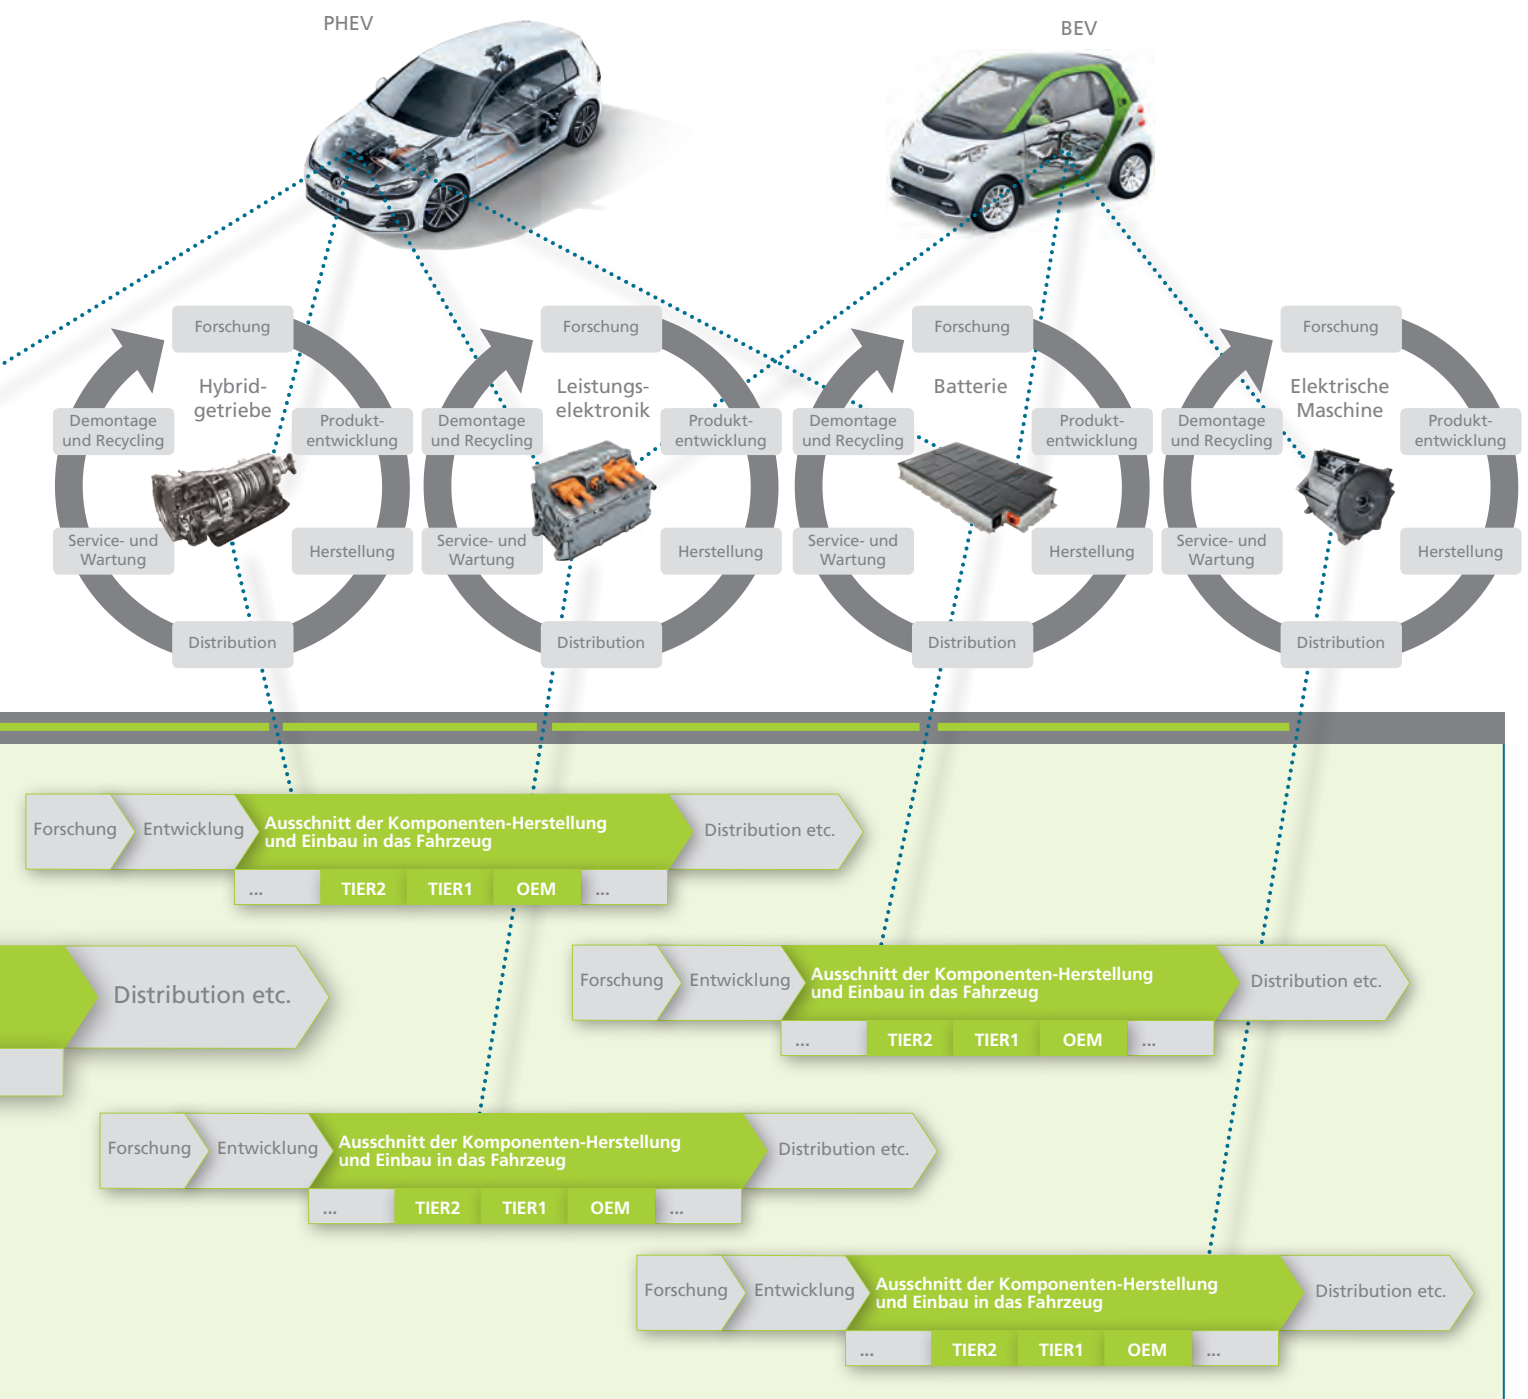 PHEV
BEV
Forschung
Hybrid-
getriebe
Demontage
und Recycling
Produkt-
entwicklung
Service- und
Wartung
Herstellung
Distribution
Forschung
Leistungs-
elektronik
Demontage
und Recycling
Produkt-
entwicklung
Service- und
Wartung
Herstellung
Distribution
Forschung
Batterie
Demontage
und Recycling
Produkt-
entwicklung
Service- und
Wartung
Herstellung
Distribution
Forschung
Elektrische
Maschine
Demontage
und Recycling
Produkt-
entwicklung
Service- und
Wartung
Herstellung
Distribution
Forschung
Entwicklung
Ausschnitt der Komponenten-Herstellung
und Einbau in das Fahrzeug
Distribution etc.
... TIER2 TIER1 OEM ...
Distribution etc.
Forschung
Entwicklung
Ausschnitt der Komponenten-Herstellung
und Einbau in das Fahrzeug
Distribution etc.
... TIER2 TIER1 OEM ...
Forschung
Entwicklung
Ausschnitt der Komponenten-Herstellung
und Einbau in das Fahrzeug
Distribution etc.
... TIER2 TIER1 OEM ...
Forschung
Entwicklung
Ausschnitt der Komponenten-Herstellung
und Einbau in das Fahrzeug
Distribution etc.
... TIER2 TIER1 OEM ...